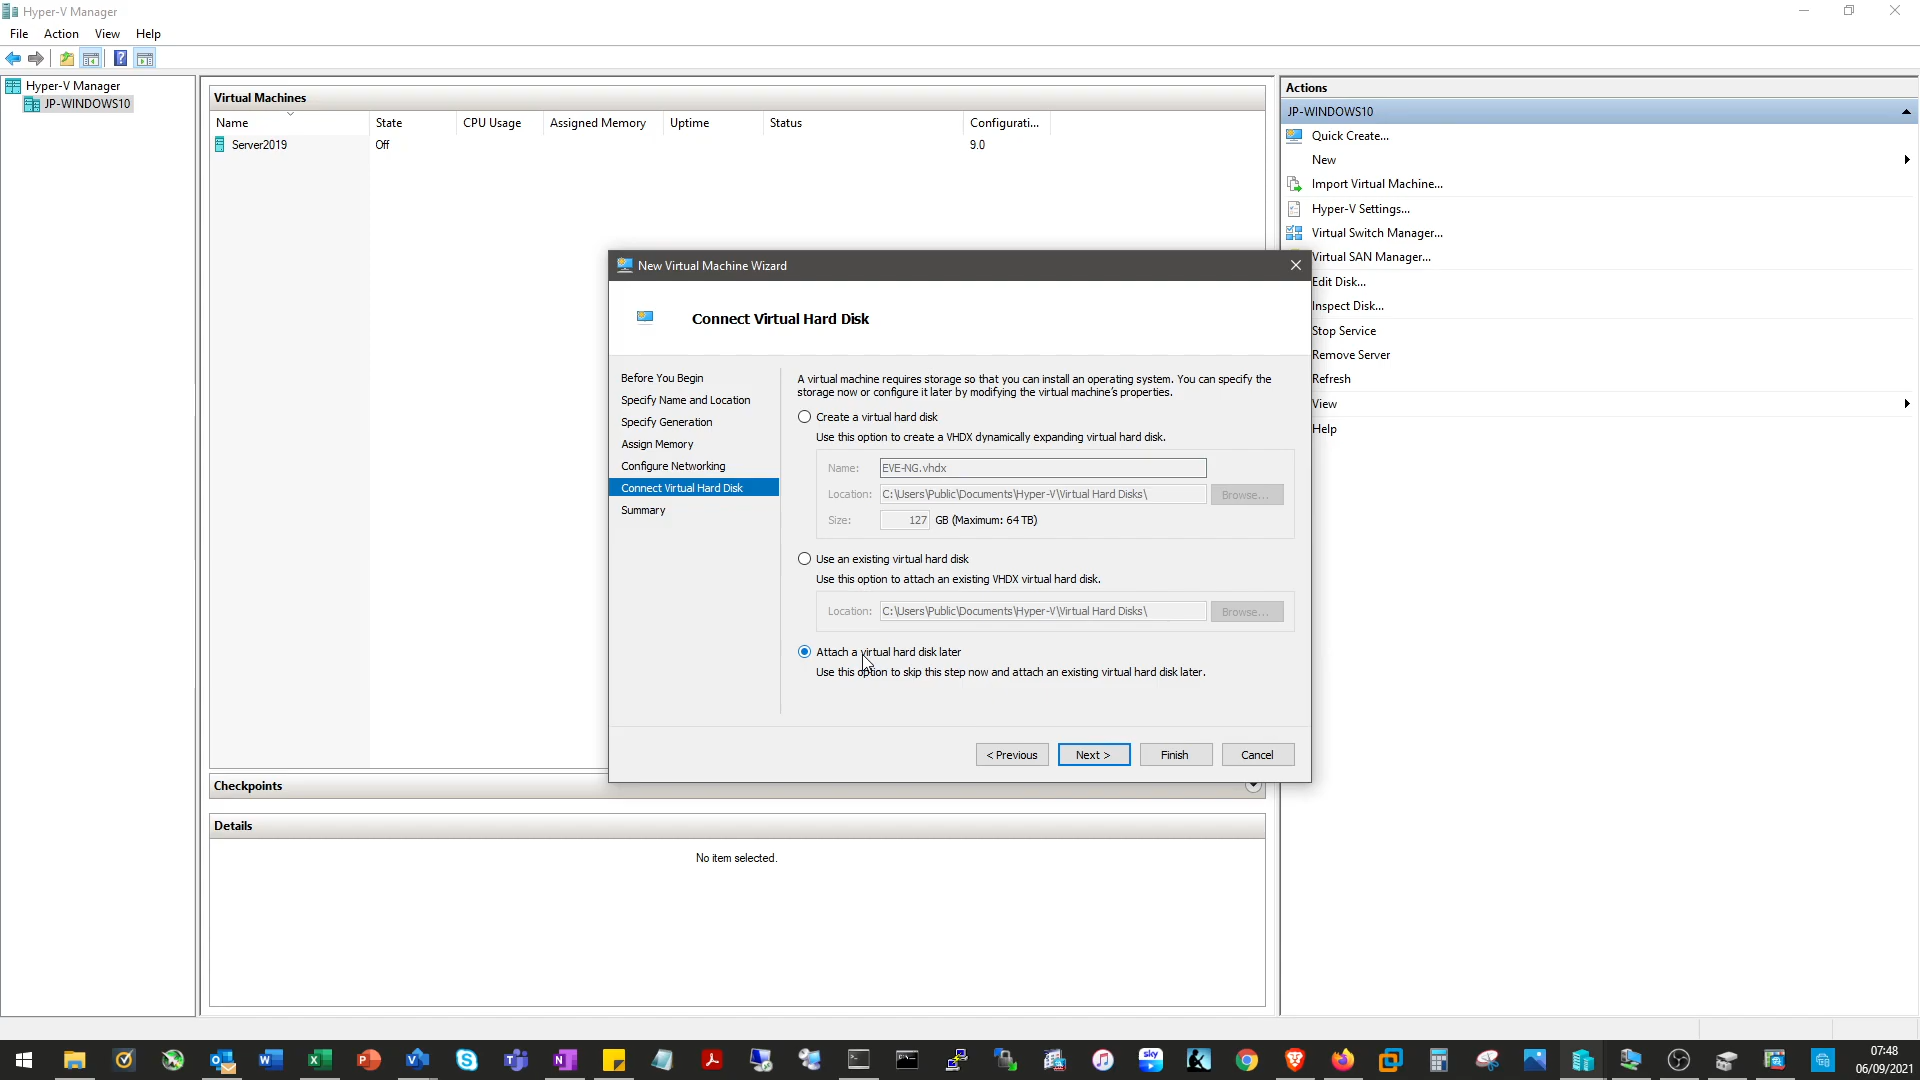 Hyper-V Manager
File Action View Help
Hyper-V Manager
JP-WINDOWS10
Virtual Machines
Name State CPU Usage Assigned Memory Uptime Status Configurati...
Server2019 Off 9.0
Checkpoints
Details
No item selected.
Actions
JP-WINDOWS10
Quick Create...
New
Import Virtual Machine...
Hyper-V Settings...
Virtual Switch Manager...
Virtual SAN Manager...
Edit Disk...
Inspect Disk...
Stop Service
Remove Server
Refresh
View
Help
New Virtual Machine Wizard
Connect Virtual Hard Disk
Before You Begin
Specify Name and Location
Specify Generation
Assign Memory
Configure Networking
Connect Virtual Hard Disk
Summary
A virtual machine requires storage so that you can install an operating system. You can specify the
storage now or configure it later by modifying the virtual machine's properties.
Create a virtual hard disk
Use this option to create a VHDX dynamically expanding virtual hard disk.
Name: EVE-NG.vhdx
Location: C:\Users\Public\Documents\Hyper-V\Virtual Hard Disks\ Browse...
Size: 127 GB (Maximum: 64 TB)
Use an existing virtual hard disk
Use this option to attach an existing VHDX virtual hard disk.
Location: C:\Users\Public\Documents\Hyper-V\Virtual Hard Disks\ Browse...
Attach a virtual hard disk later
Use this option to skip this step now and attach an existing virtual hard disk later.
< Previous Next > Finish Cancel
sky
07:48
06/09/2021